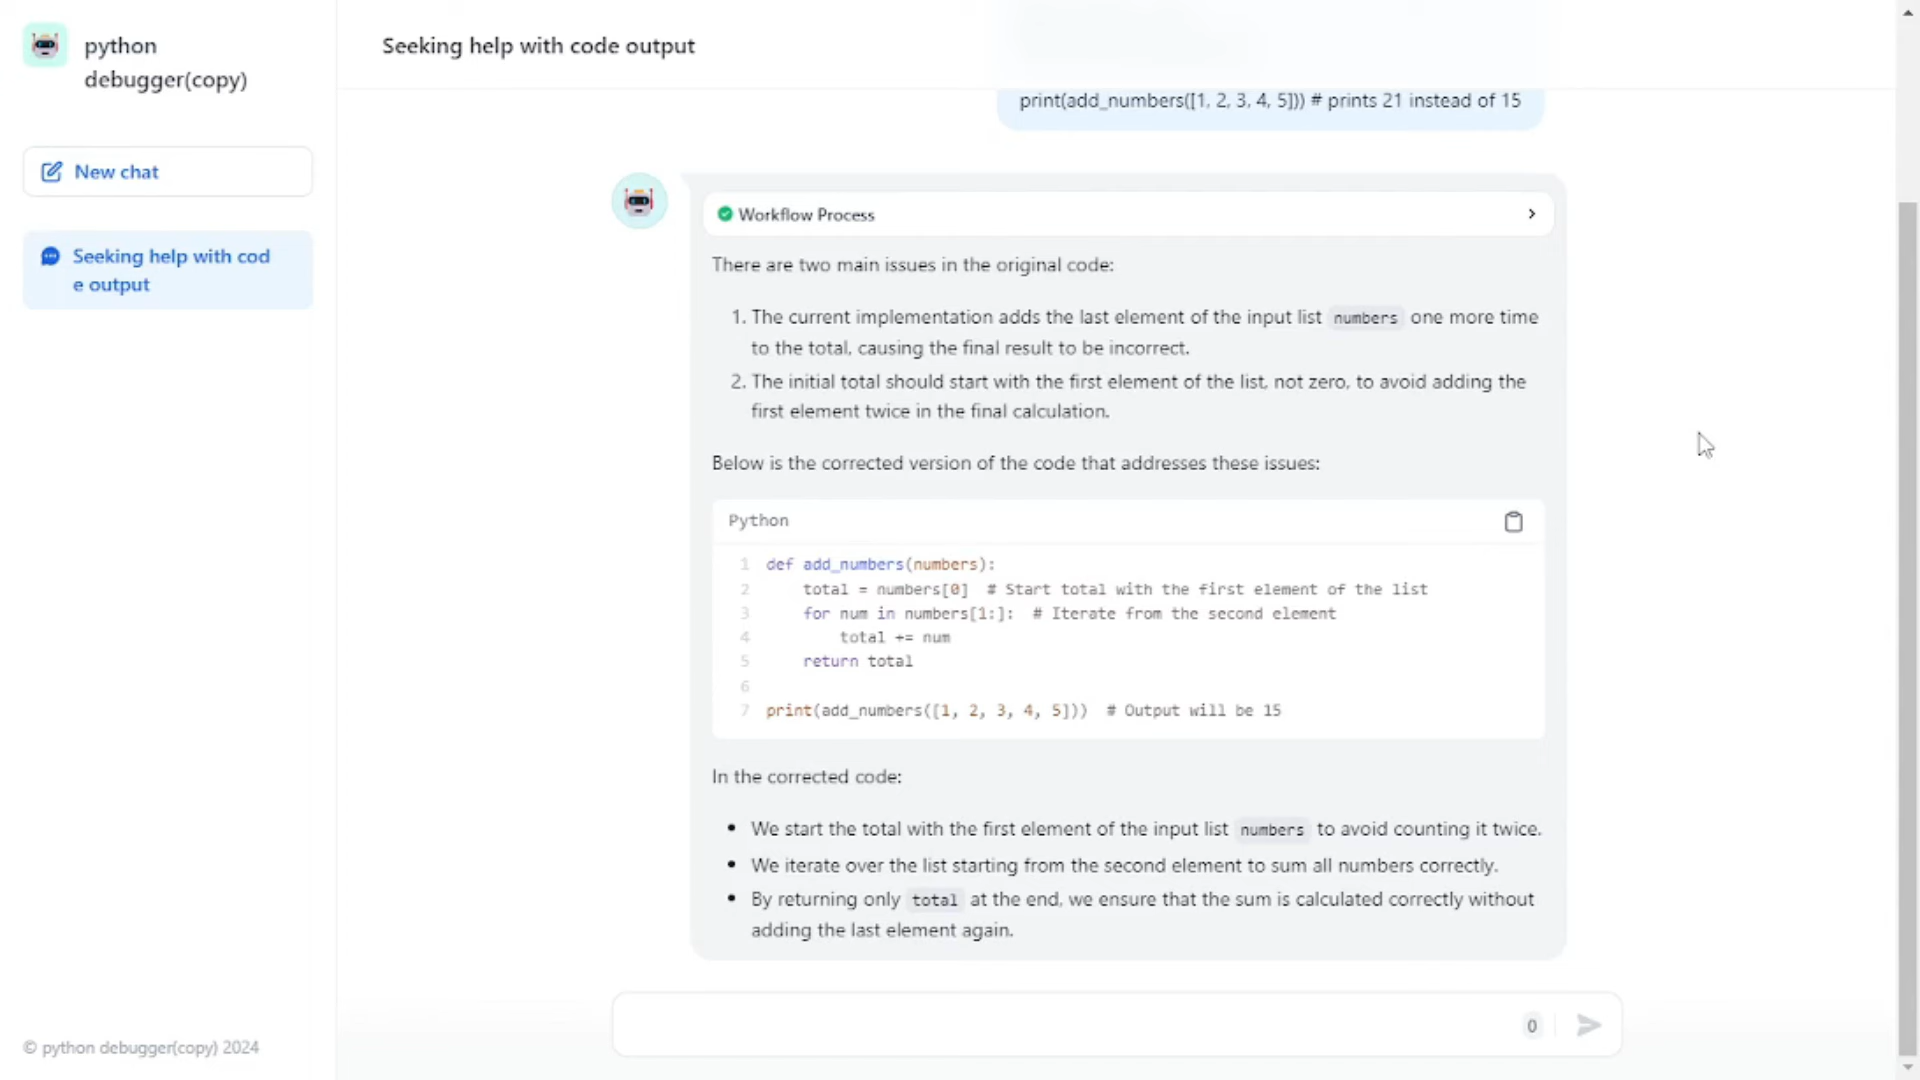 python
debugger(copy)
New chat
Seeking help with cod
e output
© python debugger(copy) 2024
Seeking help with code output
print(add_numbers([1, 2, 3, 4, 5])) # prints 21 instead of 15
Workflow Process
There are two main issues in the original code:
1. The current implementation adds the last element of the input list numbers one more time
to the total, causing the final result to be incorrect.
2. The initial total should start with the first element of the list, not zero, to avoid adding the
first element twice in the final calculation.
Below is the corrected version of the code that addresses these issues:
Python
1 def add_numbers(numbers):
2     total = numbers[0]  # Start total with the first element of the list
3     for num in numbers[1:]:  # Iterate from the second element
4         total += num
5     return total
6
7 print(add_numbers([1, 2, 3, 4, 5]))  # Output will be 15
In the corrected code:
• We start the total with the first element of the input list numbers to avoid counting it twice.
• We iterate over the list starting from the second element to sum all numbers correctly.
• By returning only total at the end, we ensure that the sum is calculated correctly without
adding the last element again.
0